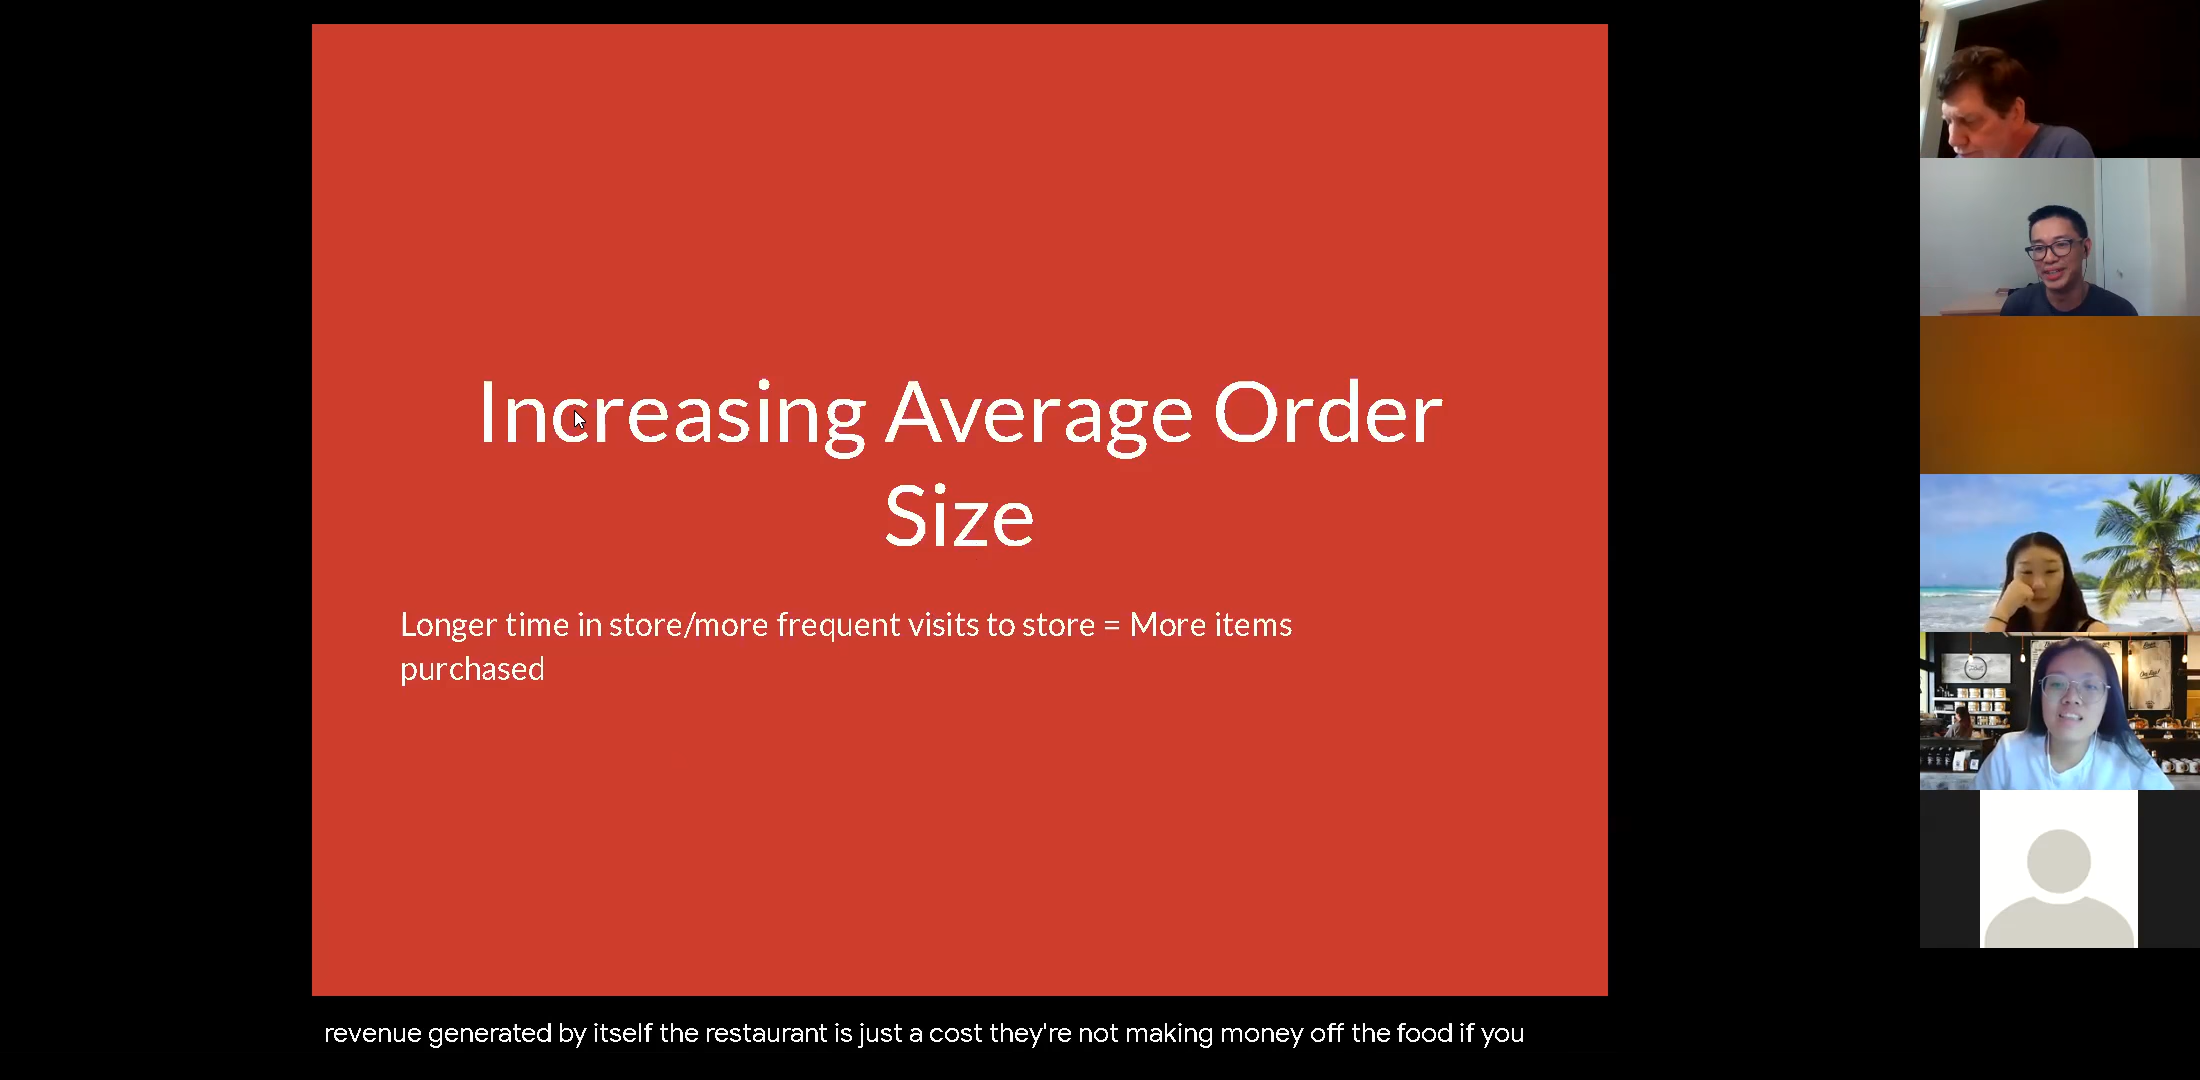 Increasing Average Order
Size
Longer time in store/more frequent visits to store = More items
purchased
revenue generated by itself the restaurant is just a cost they're not making money off the food if you